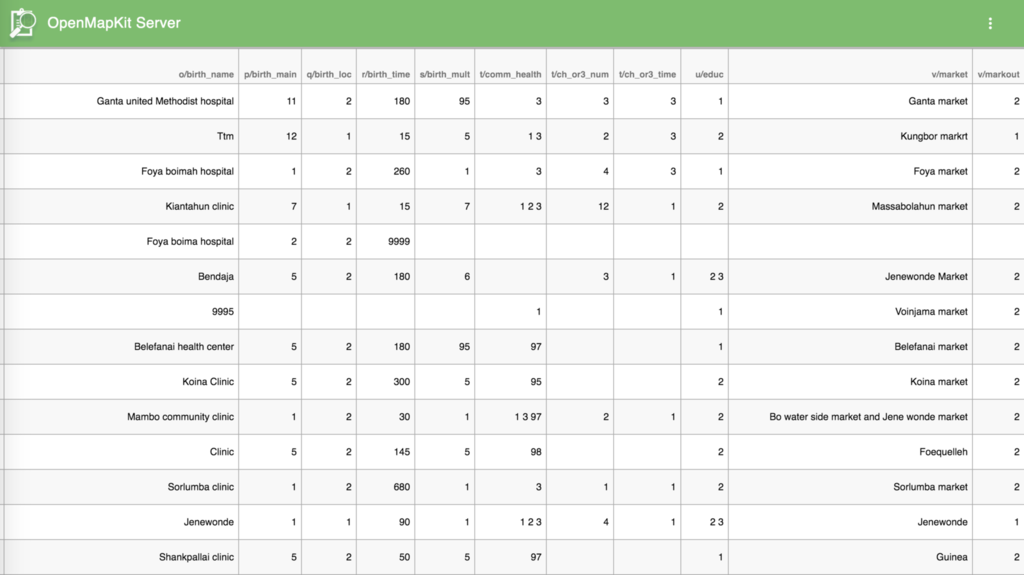 OpenMapKit Server
o/birth_name p/birth_main q/birth_loc r/birth_time s/birth_mult t/comm_health t/ch_or3_num t/ch_or3_time u/educ v/market v/markout
Ganta united Methodist hospital 11 2 180 95 3 3 3 1 Ganta market 2
Ttm 12 1 15 5 1 3 2 3 2 Kungbor markrt 1
Foya boimah hospital 1 2 260 1 3 4 3 1 Foya market 2
Kiantahun clinic 7 1 15 7 1 2 3 12 1 2 Massabolahun market 2
Foya boima hospital 2 2 9999
Bendaja 5 2 180 6 3 1 2 3 Jenewonde Market 2
9995 1 1 Voinjama market 2
Belefanai health center 5 2 180 95 97 1 Belefanai market 2
Koina Clinic 5 2 300 5 95 2 Koina market 2
Mambo community clinic 1 2 30 1 1 3 97 2 1 2 Bo water side market and Jene wonde market 2
Clinic 5 2 145 5 98 2 Foequelleh 2
Sorlumba clinic 1 2 680 1 3 1 1 2 Sorlumba market 2
Jenewonde 1 1 90 1 1 2 3 4 1 2 3 Jenewonde 1
Shankpallai clinic 5 2 50 5 97 1 Guinea 2